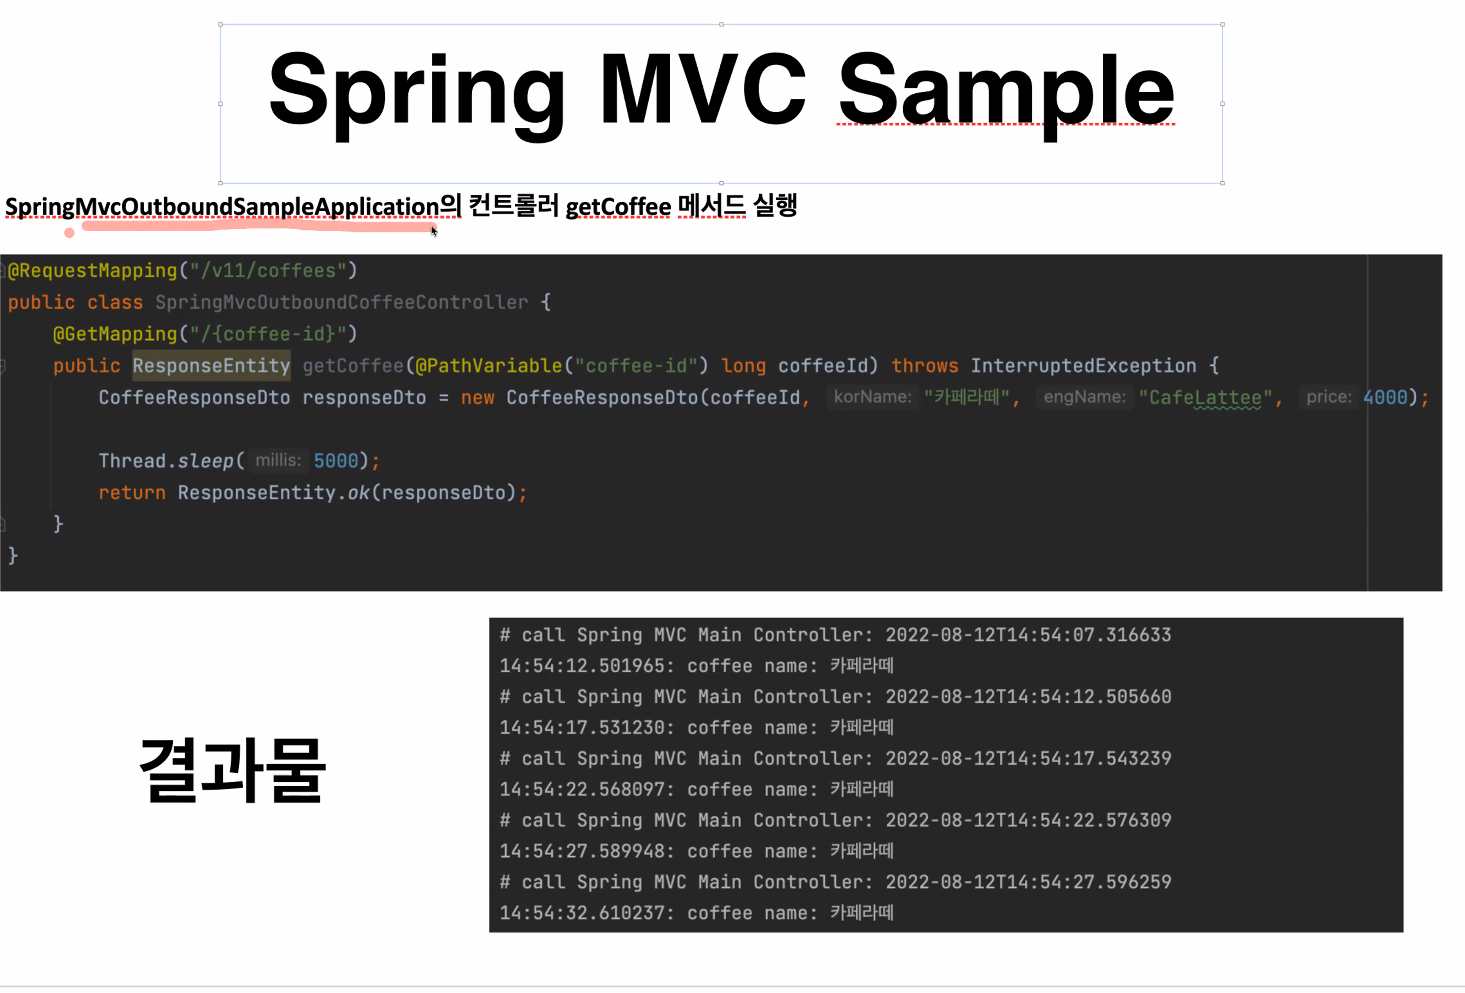 Spring MVC Sample
SpringMvcOutboundSampleApplication의 컨트롤러 getCoffee 메서드 실행
@RequestMapping("/v11/coffees")
public class SpringMvcOutboundCoffeeController {
@GetMapping("/{coffee-id}")
public ResponseEntity getCoffee(@PathVariable("coffee-id") long coffeeId) throws InterruptedException {
CoffeeResponseDto responseDto = new CoffeeResponseDto(coffeeId, korName: "카페라떼", engName: "CafeLattee", price: 4000);
Thread.sleep( millis: 5000);
return ResponseEntity.ok(responseDto);
}
}
결과물
# call Spring MVC Main Controller: 2022-08-12T14:54:07.316633
14:54:12.501965: coffee name: 카페라떼
# call Spring MVC Main Controller: 2022-08-12T14:54:12.505660
14:54:17.531230: coffee name: 카페라떼
# call Spring MVC Main Controller: 2022-08-12T14:54:17.543239
14:54:22.568097: coffee name: 카페라떼
# call Spring MVC Main Controller: 2022-08-12T14:54:22.576309
14:54:27.589948: coffee name: 카페라떼
# call Spring MVC Main Controller: 2022-08-12T14:54:27.596259
14:54:32.610237: coffee name: 카페라떼